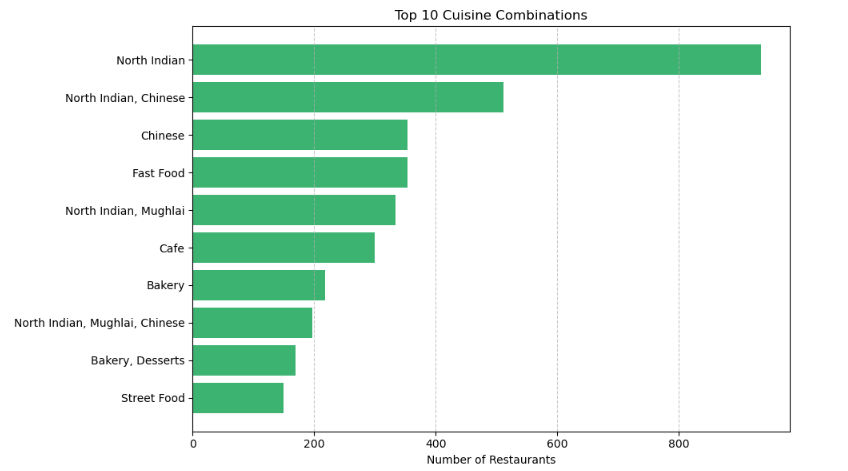 Top 10 Cuisine Combinations
North Indian
North Indian, Chinese
Chinese
Fast Food
North Indian, Mughlai
Cafe
Bakery
North Indian, Mughlai, Chinese
Bakery, Desserts
Street Food
0 200 400 600 800
Number of Restaurants